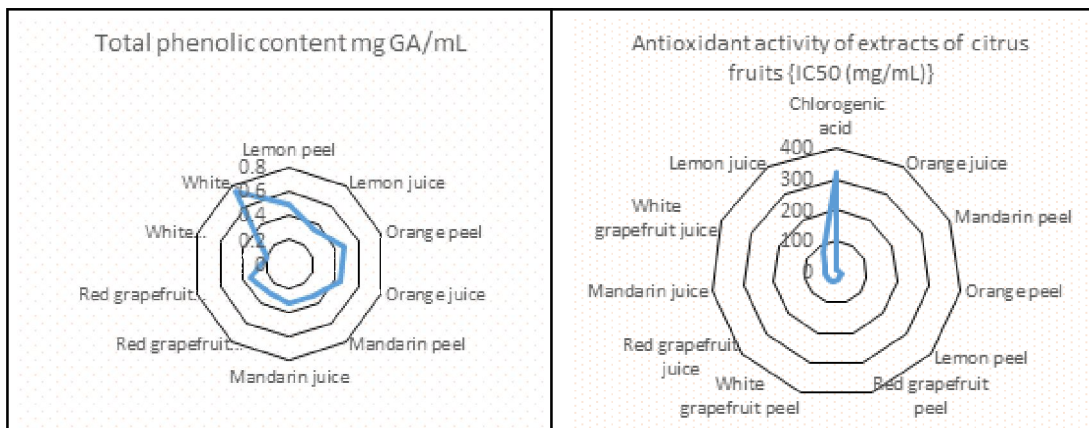 Total phenolic content mg GA/mL
Lemon peel
0.8
White
Lemon juice
0.6
0.4
White...
Orange peel
0.2
0
Red grapefruit...
Orange juice
Red grapefruit...
Mandarin peel
Mandarin juice
Antioxidant activity of extracts of citrus
fruits {IC50 (mg/mL)}
Chlorogenic
acid
400
Lemon juice
Orange juice
300
White
grapefruit juice
Mandarin peel
200
100
0
Mandarin juice
Orange peel
Red grapefruit
juice
Lemon peel
White
grapefruit peel
Red grapefruit
peel